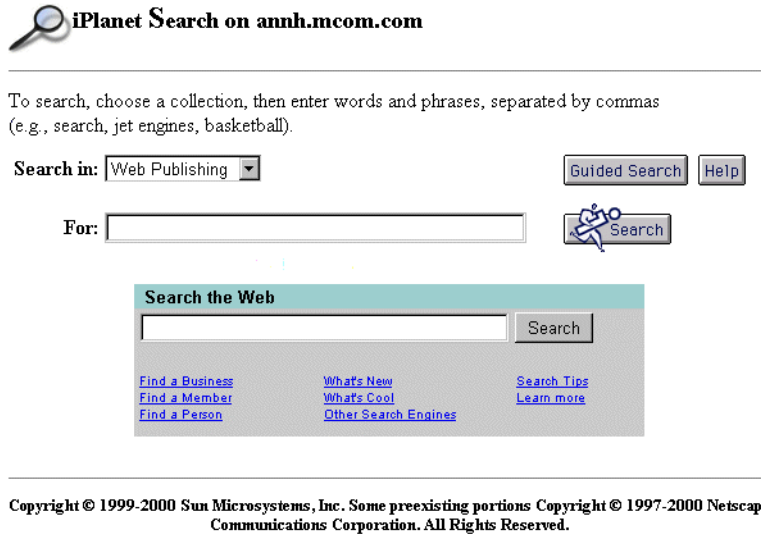 iPlanet Search on annh.mcom.com
To search, choose a collection, then enter words and phrases, separated by commas
(e.g., search, jet engines, basketball).
Search in: Web Publishing Guided Search Help
For: Search
Search the Web
Search
Find a Business What's New Search Tips
Find a Member What's Cool Learn more
Find a Person Other Search Engines
Copyright © 1999-2000 Sun Microsystems, Inc. Some preexisting portions Copyright © 1997-2000 Netscap
Communications Corporation. All Rights Reserved.